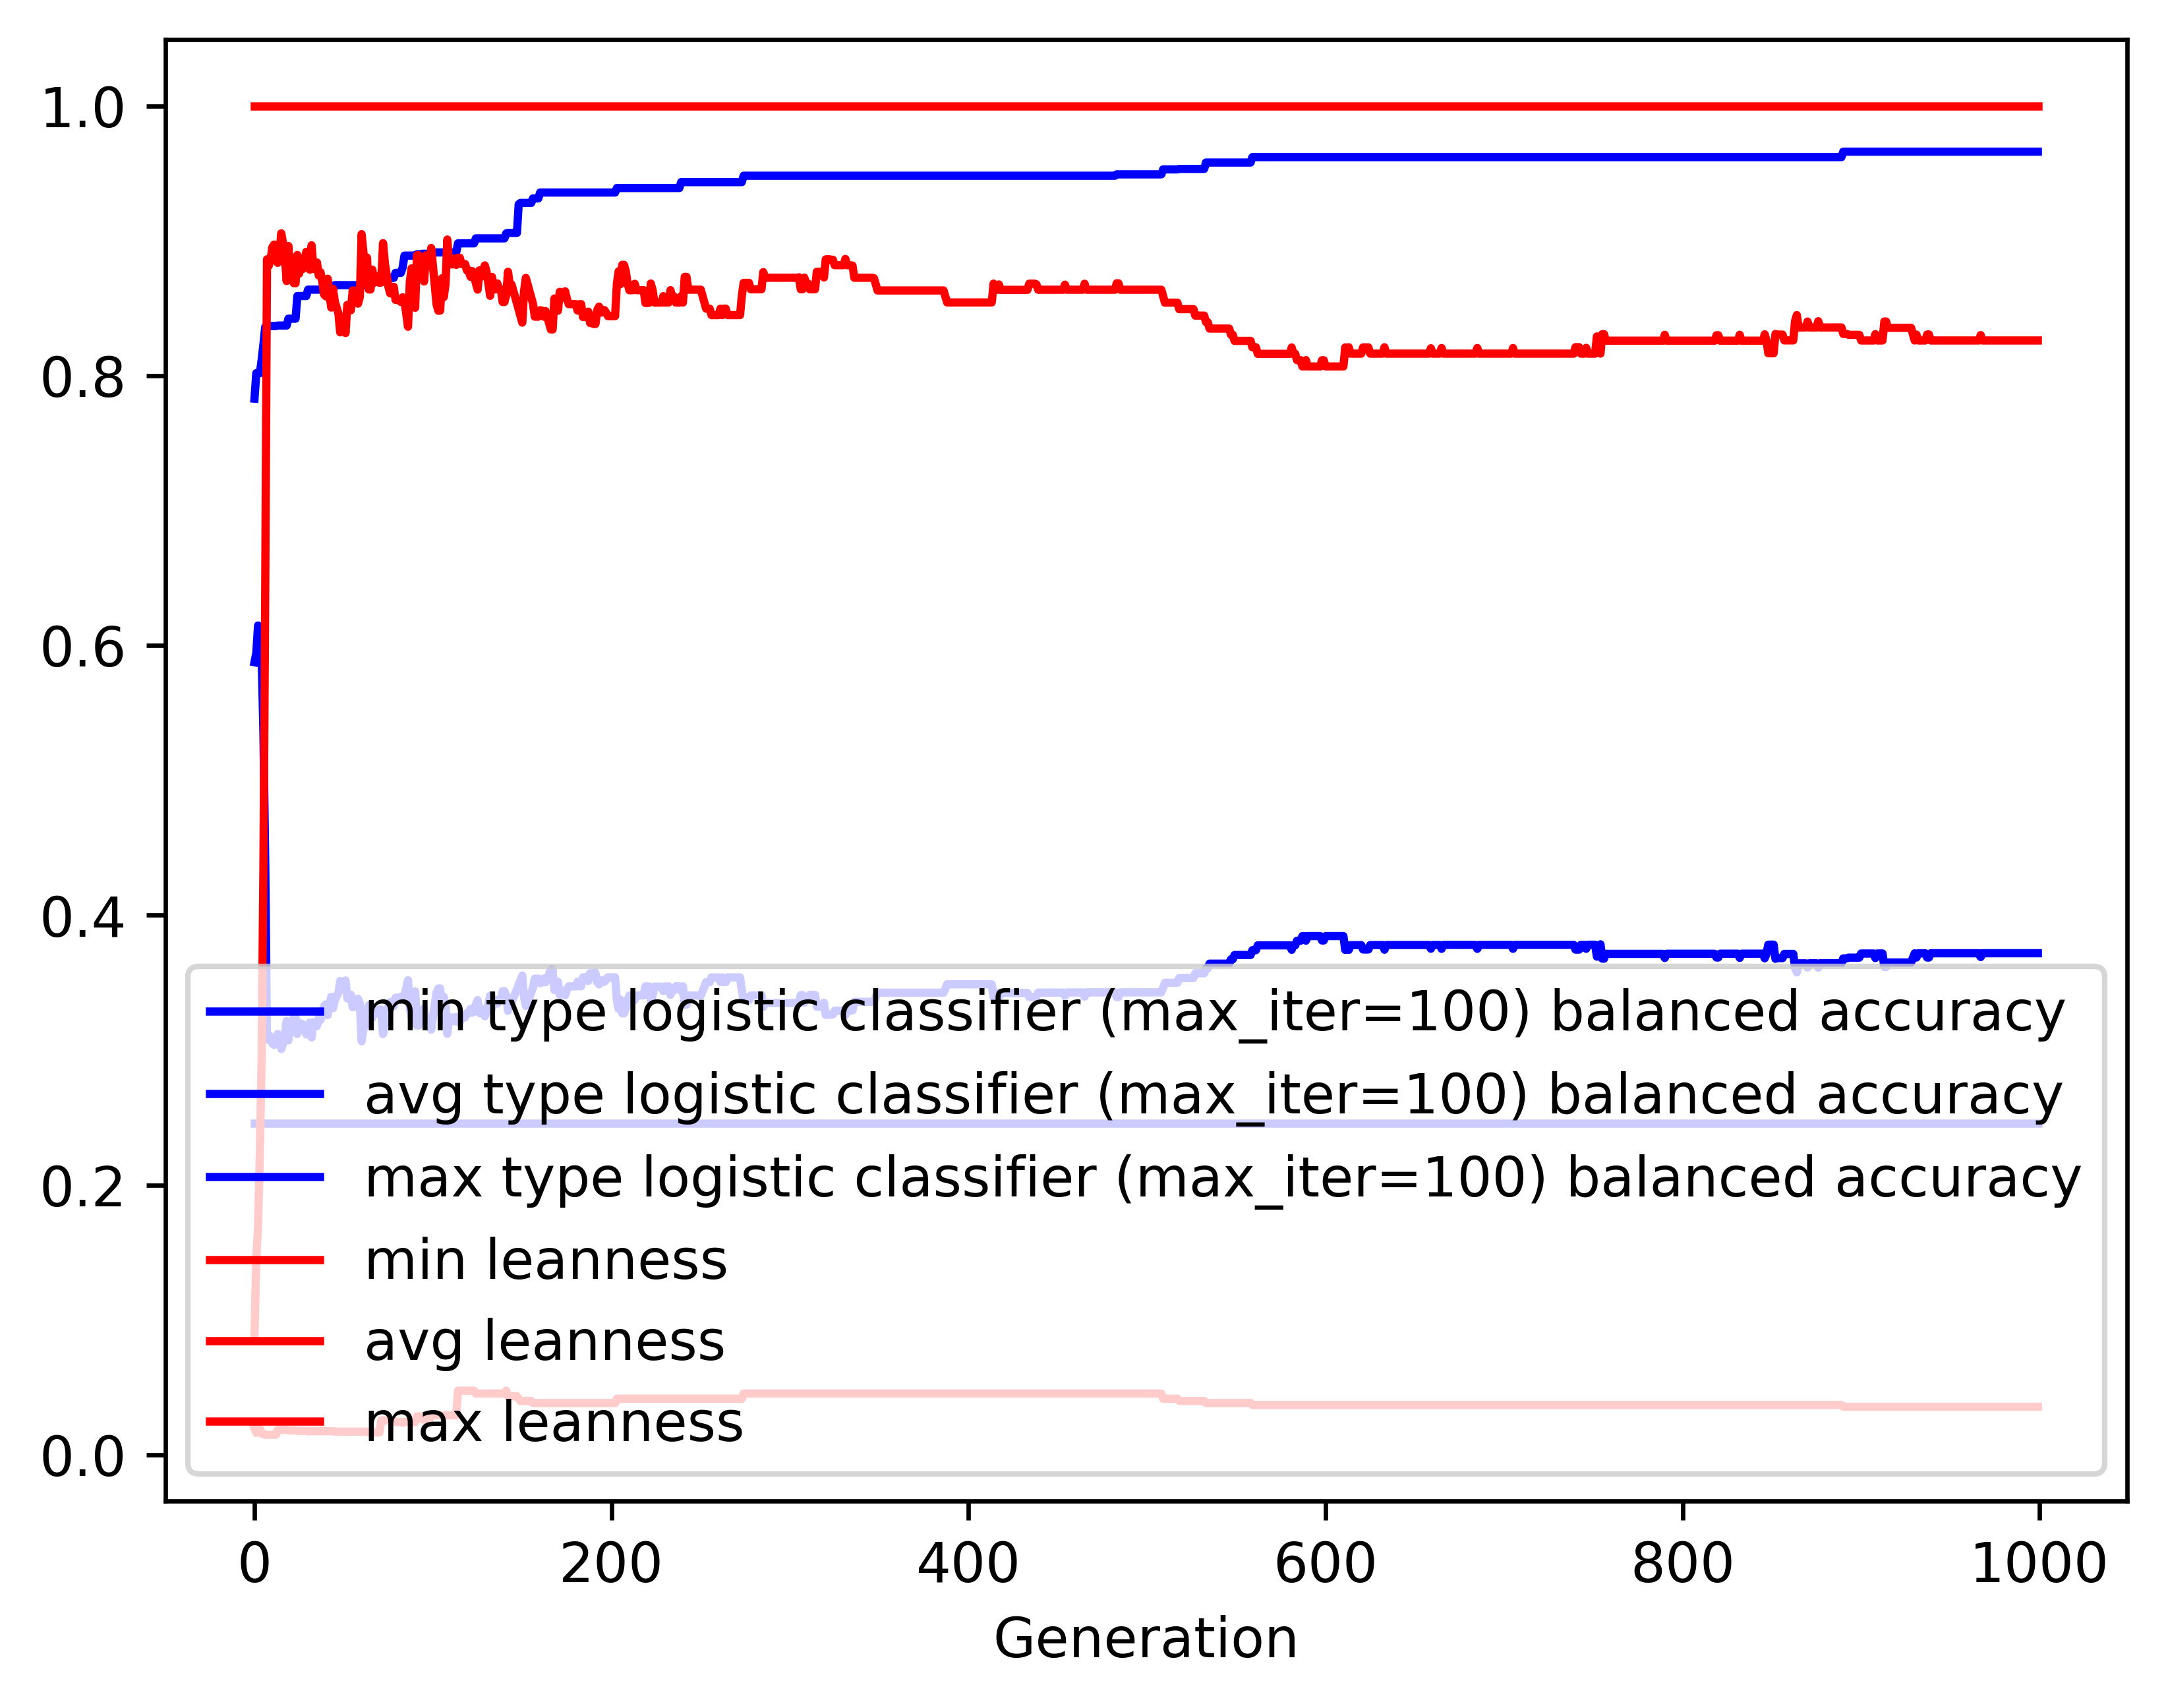 1.0
0.8
0.6
0.4
0.2
0.0
min type logistic classifier (max_iter=100) balanced accuracy
avg type logistic classifier (max_iter=100) balanced accuracy
max type logistic classifier (max_iter=100) balanced accuracy
min leanness
avg leanness
max leanness
0 200 400 600 800 1000
Generation